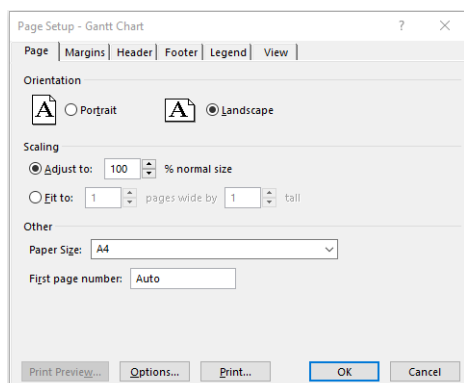 Page Setup - Gantt Chart ? ×
Page Margins Header Footer Legend View
Orientation
A Portrait A Landscape
Scaling
Adjust to: 100 % normal size
Fit to: 1 pages wide by 1 tall
Other
Paper Size: A4
First page number: Auto
Print Preview... Options... Print... OK Cancel